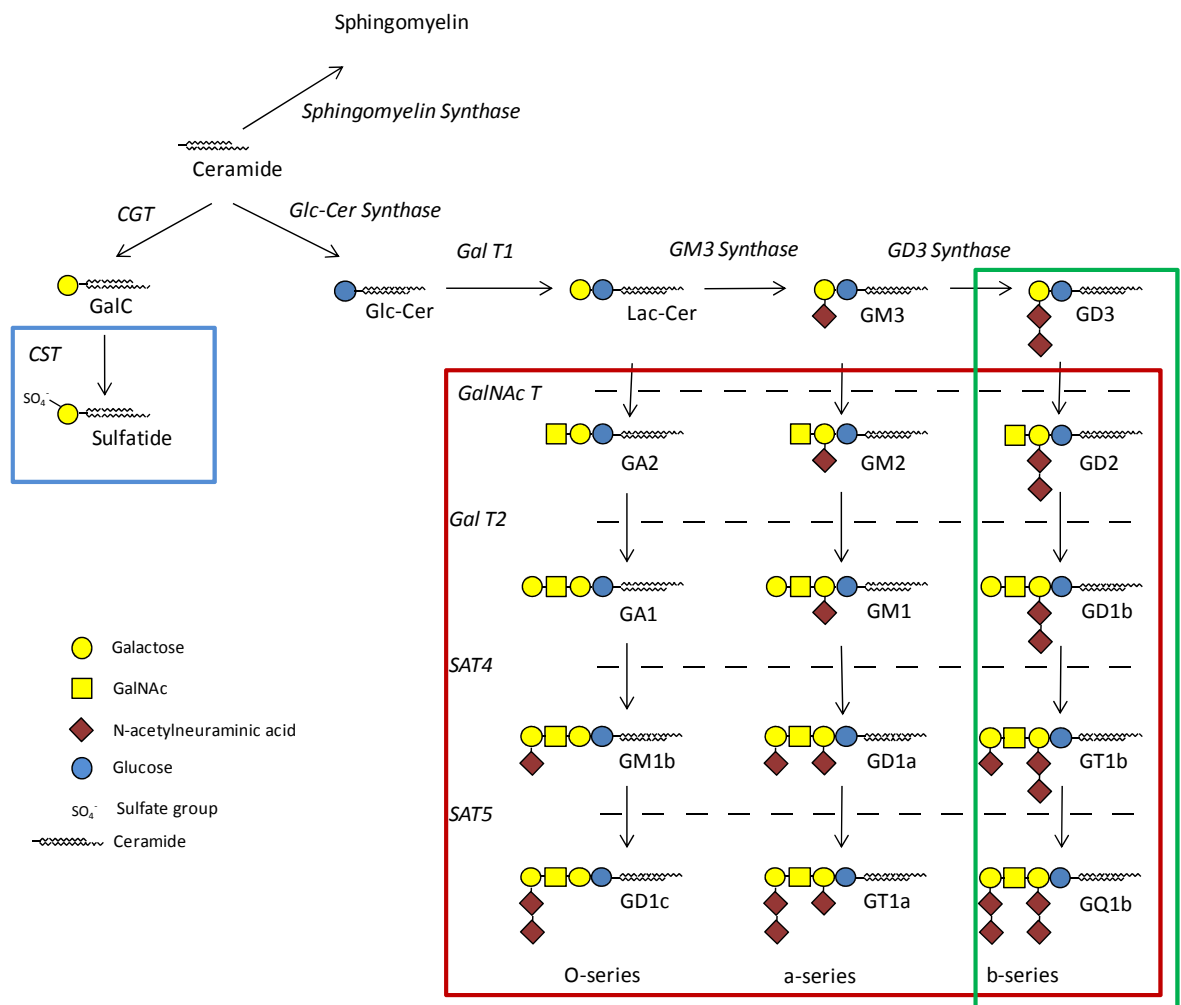 Sphingomyelin
Sphingomyelin Synthase
Ceramide
CGT
Glc-Cer Synthase
Gal T1
GM3 Synthase
GD3 Synthase
GalC
Glc-Cer
Lac-Cer
GM3
GD3
CST
SO4-
Sulfatide
GalNAc T
GA2
GM2
GD2
Gal T2
GA1
GM1
GD1b
SAT4
GM1b
GD1a
GT1b
SAT5
GD1c
GT1a
GQ1b
O-series
a-series
b-series
Galactose
GalNAc
N-acetylneuraminic acid
Glucose
SO4- Sulfate group
Ceramide